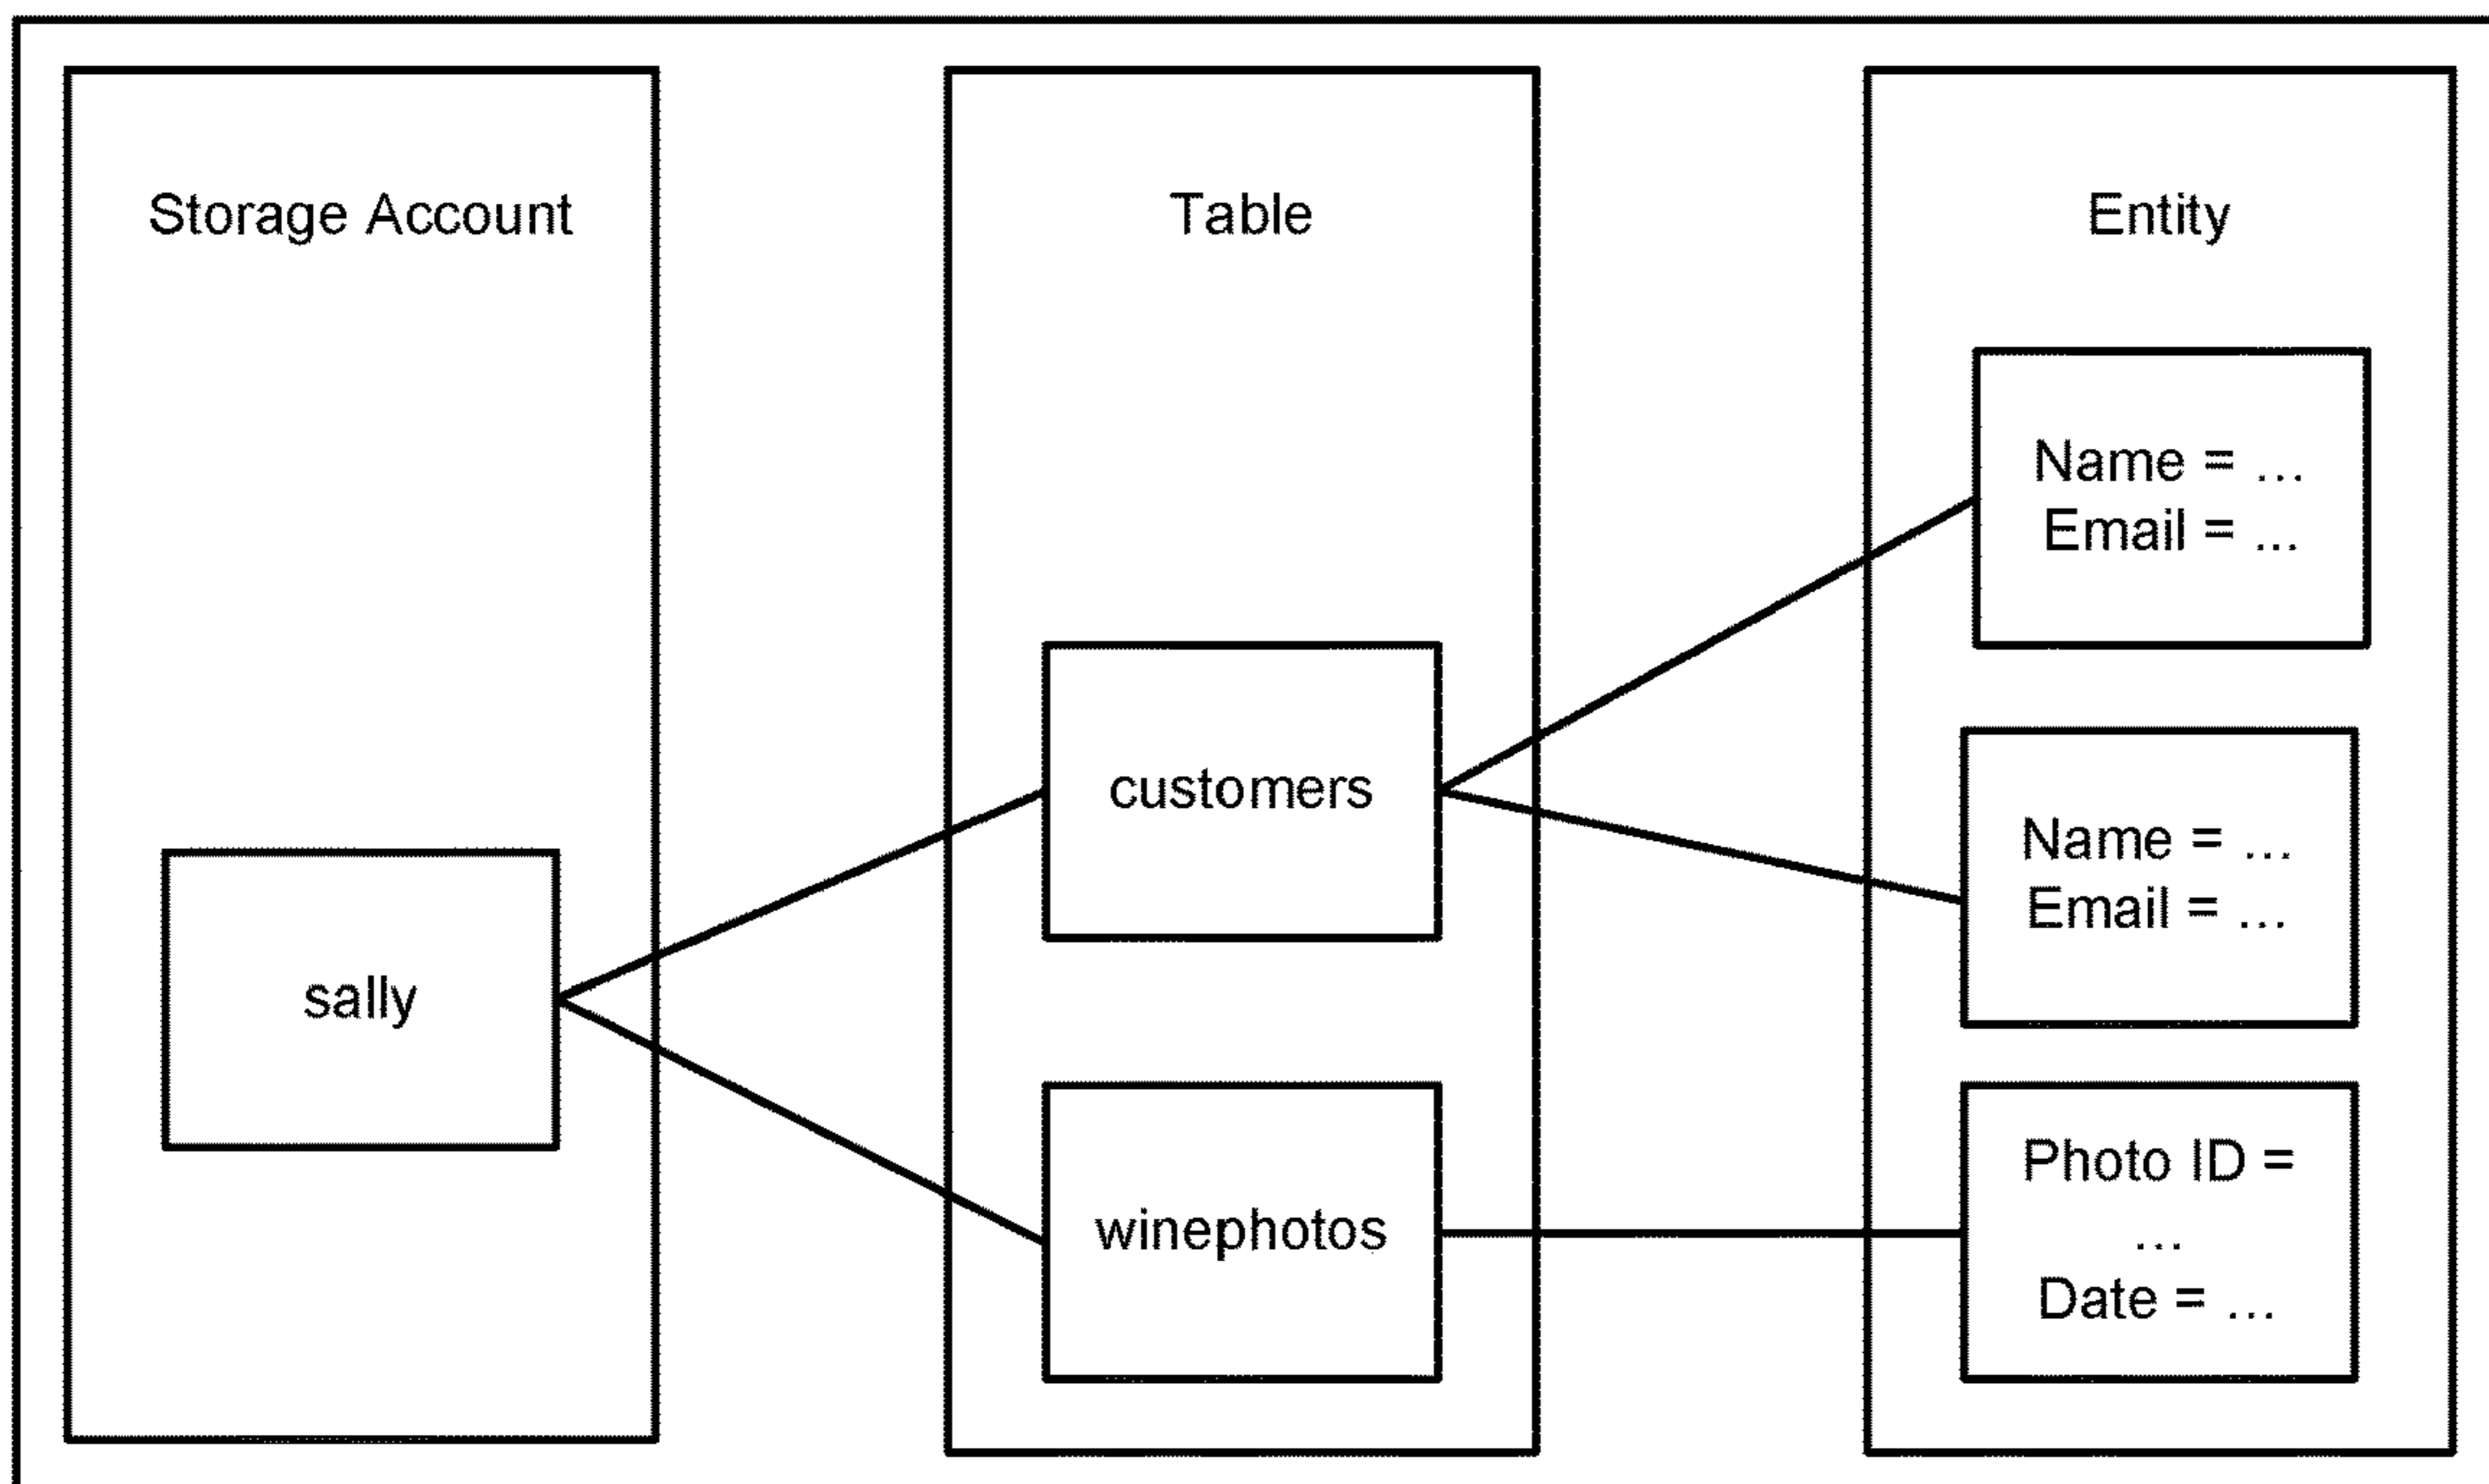 Storage Account
sally
Table
customers
winephotos
Entity
Name = ...
Email = ...
Name = ...
Email = ...
Photo ID =
...
Date = ...